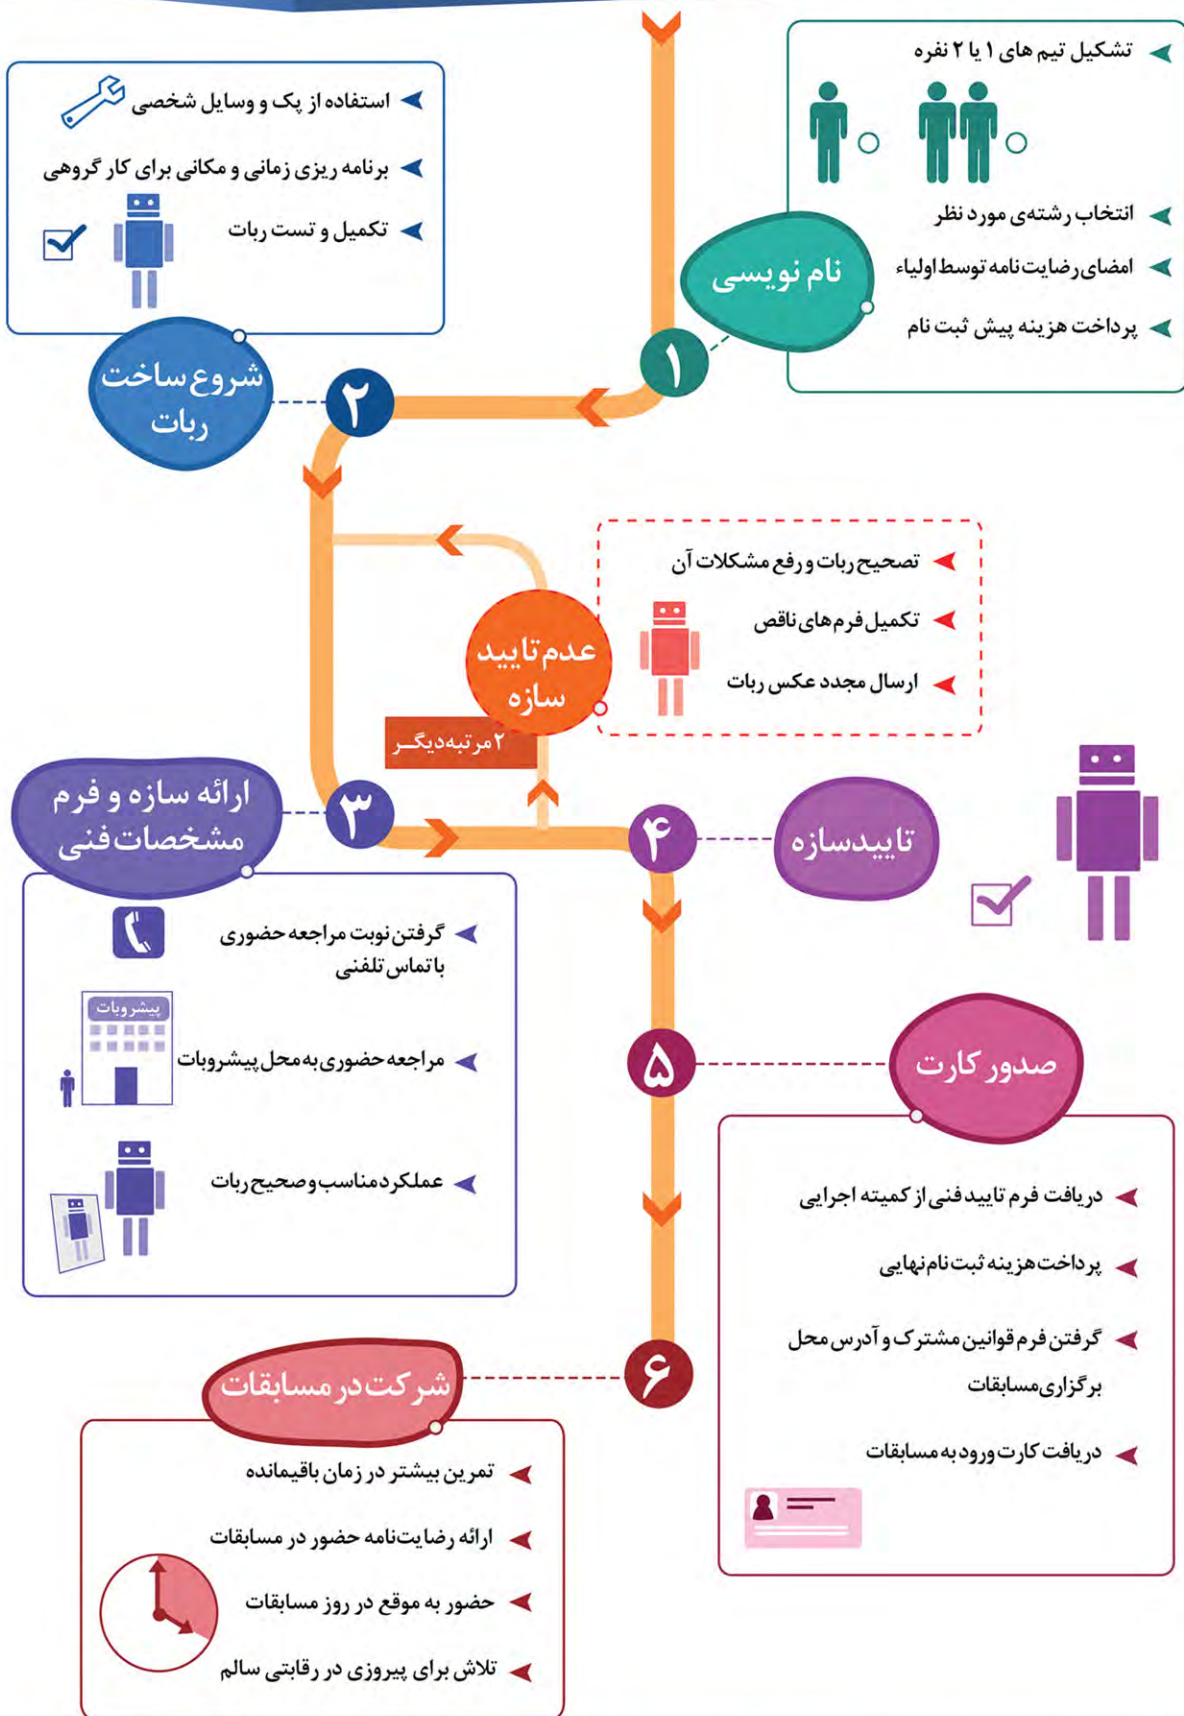 تشکیل تیم های ۱ یا ۲ نفره
انتخاب رشته‌ی مورد نظر
امضای رضایت نامه توسط اولیاء
پرداخت هزینه پیش ثبت نام
نام نویسی
۱
استفاده از پک و وسایل شخصی
برنامه ریزی زمانی و مکانی برای کار گروهی
تکمیل و تست ربات
شروع ساخت
ربات
۲
تصحیح ربات و رفع مشکلات آن
تکمیل فرم‌های ناقص
ارسال مجدد عکس ربات
عدم تایید
سازه
۲ مرتبه دیگـر
۳
ارائه سازه و فرم
مشخصات فنی
گرفتن نوبت مراجعه حضوری
با تماس تلفنی
پیشروبات
مراجعه حضوری به محل پیشروبات
عملکرد مناسب و صحیح ربات
۴
تایید سازه
۵
صدور کارت
دریافت فرم تایید فنی از کمیته اجرایی
پرداخت هزینه ثبت نام نهایی
گرفتن فرم قوانین مشترک و آدرس محل
برگزاری مسابقات
دریافت کارت ورود به مسابقات
۶
شرکت در مسابقات
تمرین بیشتر در زمان باقیمانده
ارائه رضایت‌نامه حضور در مسابقات
حضور به موقع در روز مسابقات
تلاش برای پیروزی در رقابتی سالم